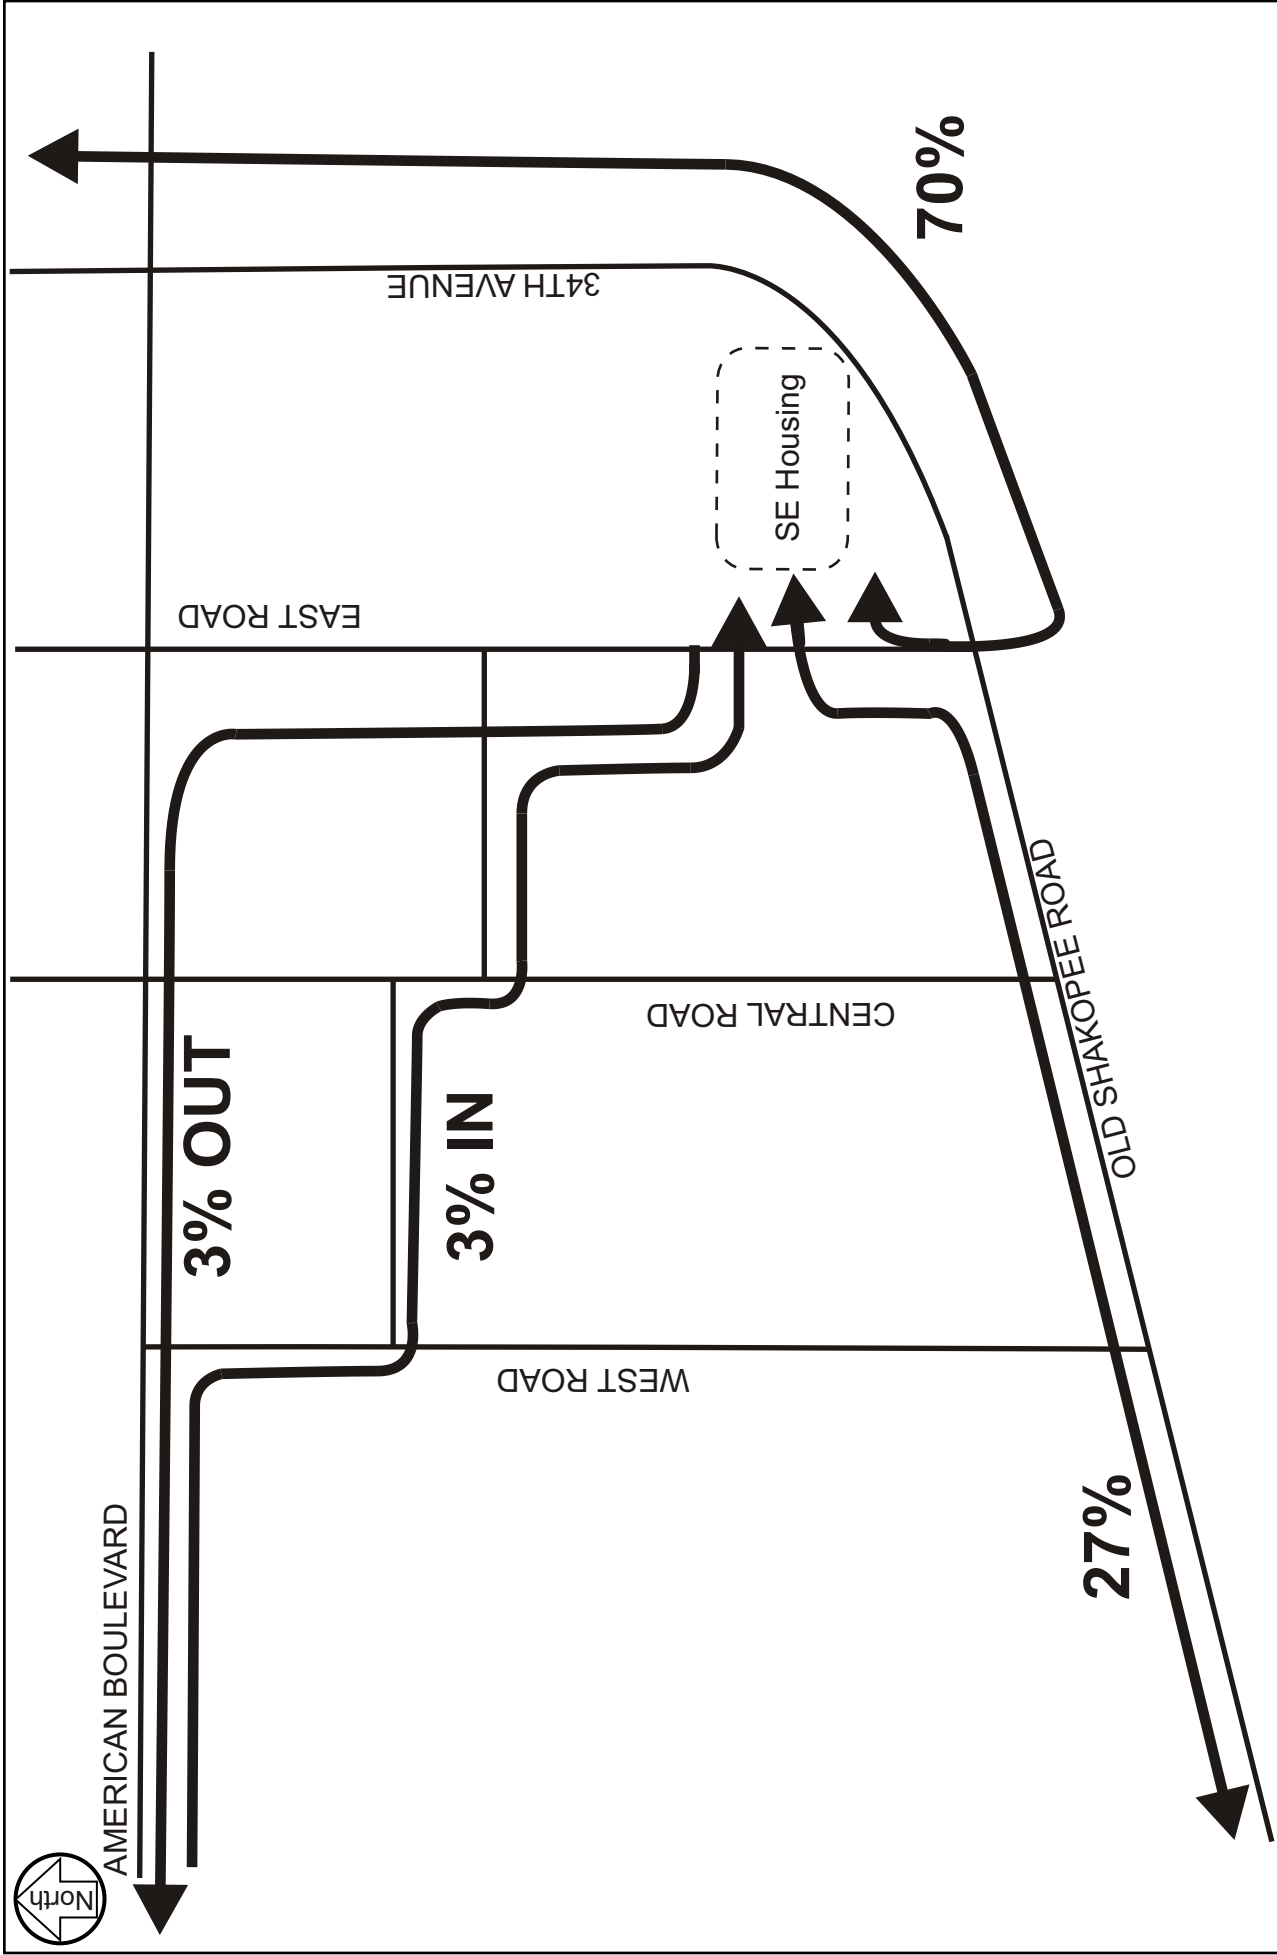 North
AMERICAN BOULEVARD
34TH AVENUE
EAST ROAD
SE Housing
70%
3% OUT
3% IN
CENTRAL ROAD
OLD SHAKOPEE ROAD
WEST ROAD
27%